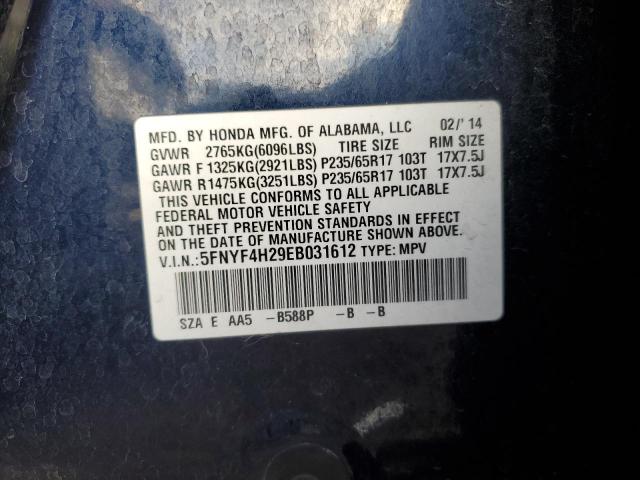 MFD. BY HONDA MFG. OF ALABAMA, LLC 02/'14
GVWR 2765KG(6096LBS) TIRE SIZE RIM SIZE
GAWR F 1325KG(2921LBS) P235/65R17 103T 17X7.5J
GAWR R1475KG(3251LBS) P235/65R17 103T 17X7.5J
THIS VEHICLE CONFORMS TO ALL APPLICABLE
FEDERAL MOTOR VEHICLE SAFETY
AND THEFT PREVENTION STANDARDS IN EFFECT
ON THE DATE OF MANUFACTURE SHOWN ABOVE.
V.I.N.:5FNYF4H29EB031612 TYPE: MPV
SZA E AA5 -B588P -B -B